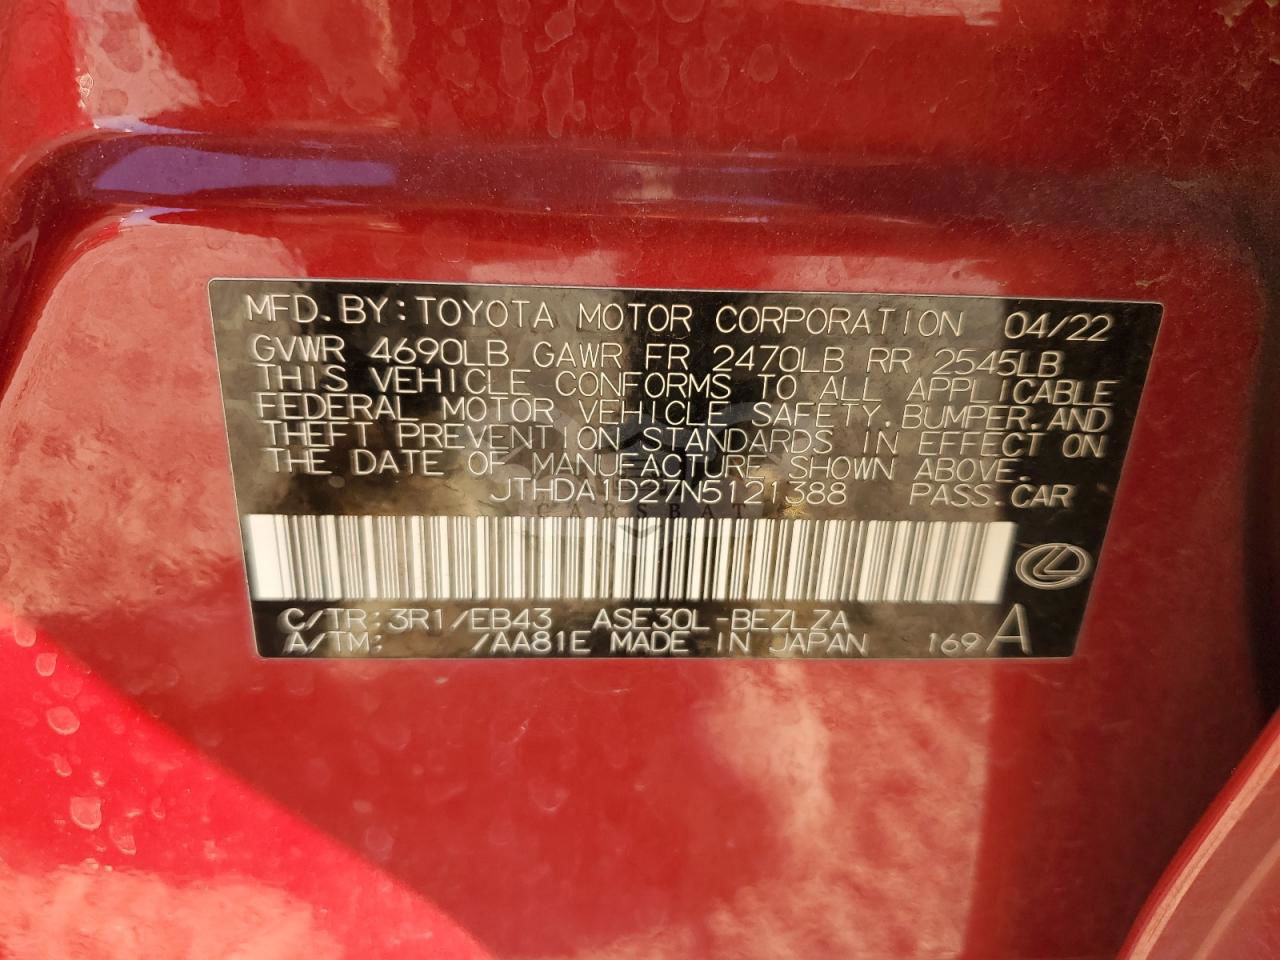 MFD. BY: TOYOTA MOTOR CORPORATION 04/22
GVWR 4690LB GAWR FR 2470LB RR 2545LB
THIS VEHICLE CONFORMS TO ALL APPLICABLE
FEDERAL MOTOR VEHICLE SAFETY, BUMPER, AND
THEFT PREVENTION STANDARDS IN EFFECT ON
THE DATE OF MANUFACTURE SHOWN ABOVE.
JTHDA1D27N5121388 PASS. CAR
CARSBAT
C/TR: 3R1/EB43 ASE30L-BEZLZA
A/TM: /AA81E MADE IN JAPAN 169 A